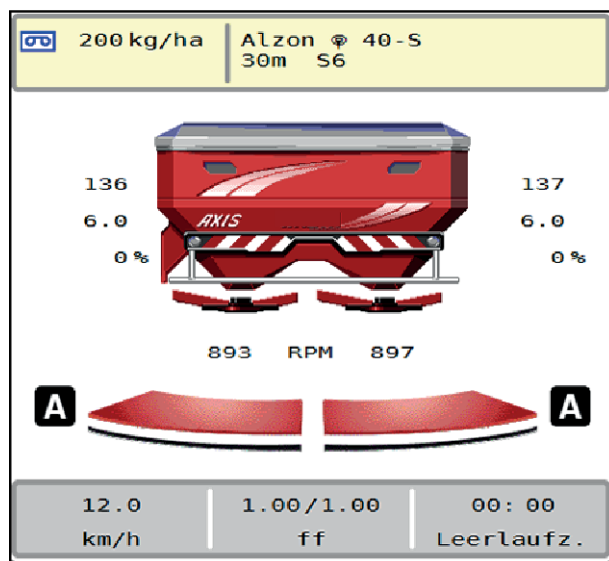 200 kg/ha Alzon 40-S
30m S6
136 137
6.0 AXIS 6.0
0 % 0 %
893 RPM 897
A A
12.0 1.00/1.00 00:00
km/h ff Leerlaufz.